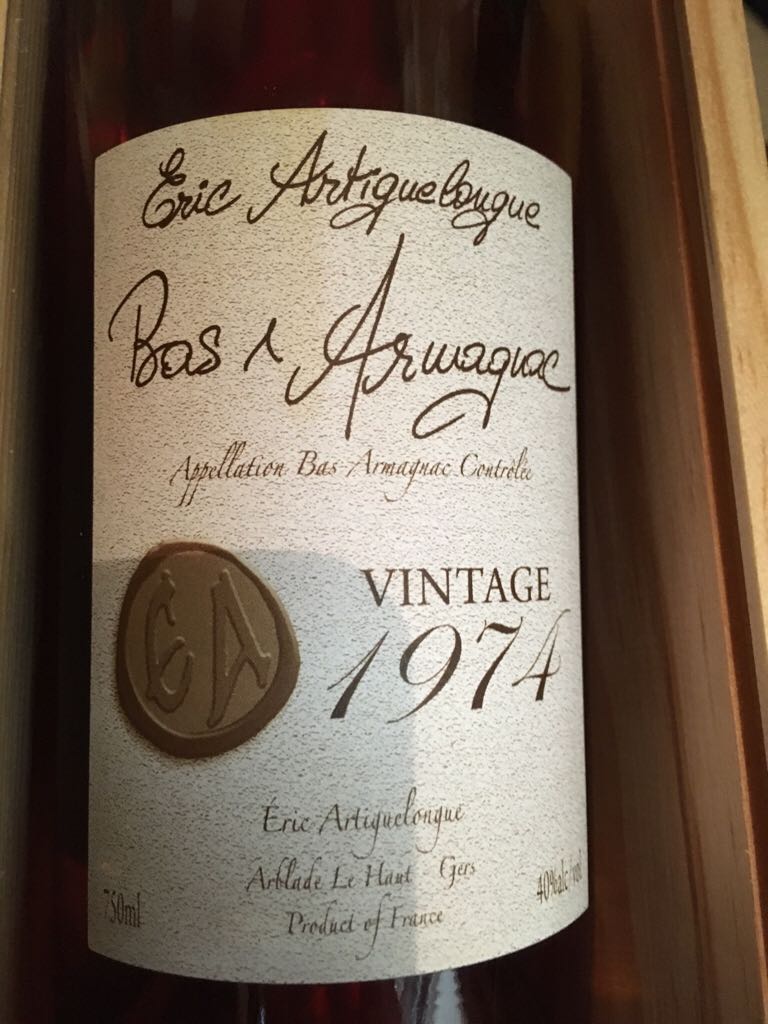 Eric Artiguelongue
Bas - Armagnac
Appellation Bas-Armagnac Contrôlée
EA
VINTAGE
1974
Éric Artiguelongue
Arblade Le Haut - Gers
750ml
40%alc/vol
Product of France